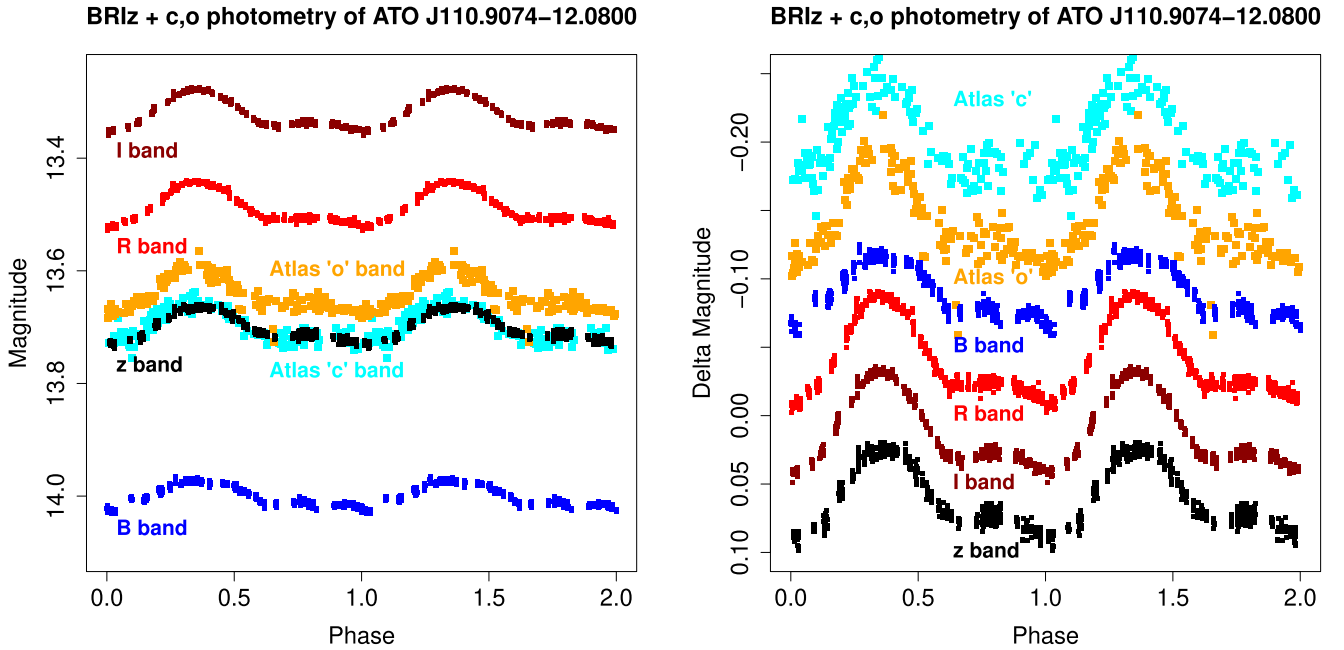 BRIz + c,o photometry of ATO J110.9074−12.0800
Magnitude
13.4
13.6
13.8
14.0
I band
R band
Atlas 'o' band
z band
Atlas 'c' band
B band
0.0 0.5 1.0 1.5 2.0
Phase
BRIz + c,o photometry of ATO J110.9074−12.0800
Delta Magnitude
−0.20
−0.10
0.00
0.05
0.10
Atlas 'c'
Atlas 'o'
B band
R band
I band
z band
0.0 0.5 1.0 1.5 2.0
Phase